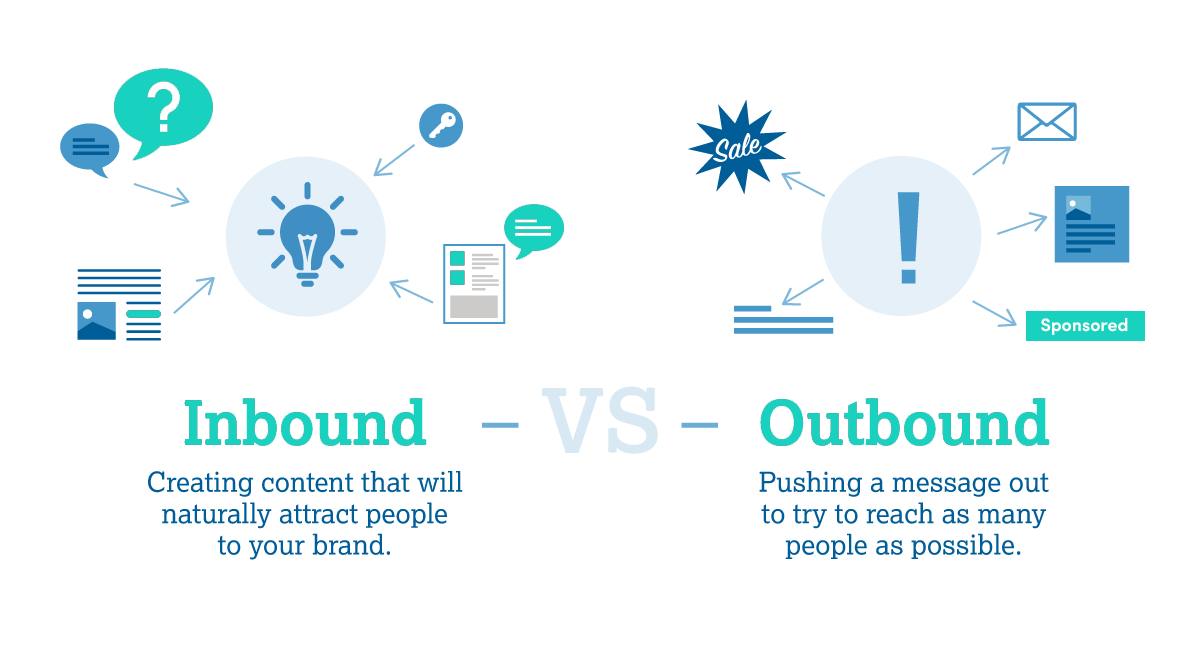 ?
Sale
!
Sponsored
Inbound
VS
Outbound
Creating content that will
naturally attract people
to your brand.
Pushing a message out
to try to reach as many
people as possible.